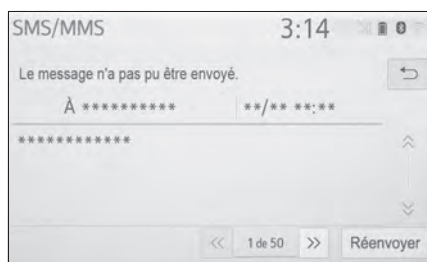 SMS/MMS 3:14
Le message n'a pas pu être envoyé.
À ********** **/** **:**
************
1 de 50 Réenvoyer